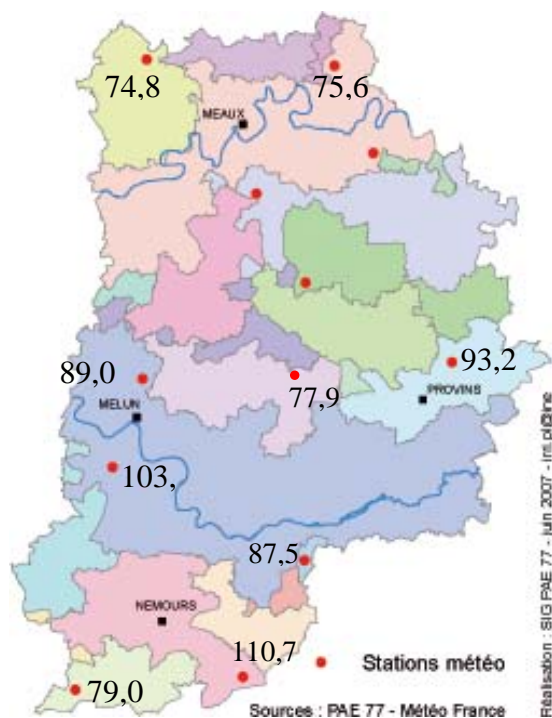 74,8
75,6
MEAUX
89,0
93,2
PROVINS
77,9
MELUN
103,
87,5
NEMOURS
110,7
79,0
Stations météo
Sources : PAE 77 - Météo France
Réalisation : SIG PAE 77 - juin 2007 -